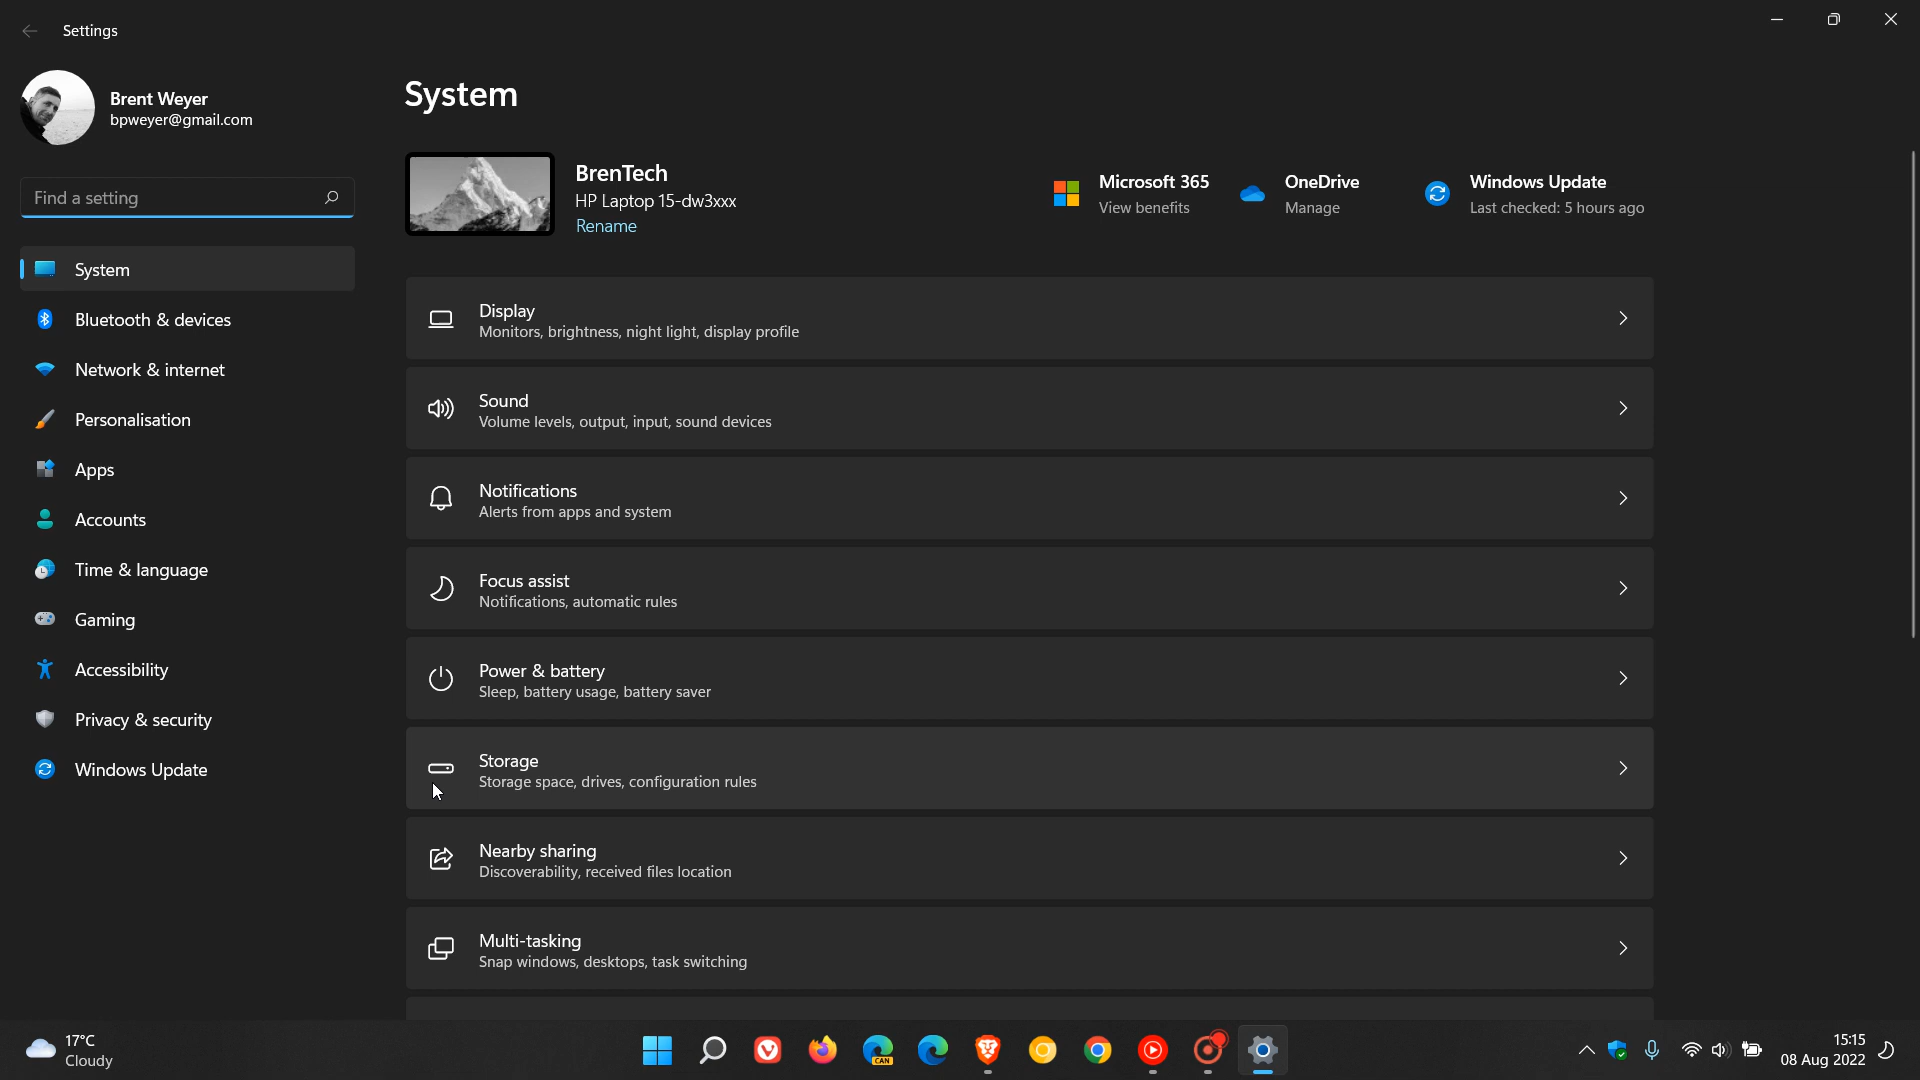 Settings
Brent Weyer
bpweyer@gmail.com
Find a setting
System
Bluetooth & devices
Network & internet
Personalisation
Apps
Accounts
Time & language
Gaming
Accessibility
Privacy & security
Windows Update
System
BrenTech
HP Laptop 15-dw3xxx
Rename
Microsoft 365
View benefits
OneDrive
Manage
Windows Update
Last checked: 5 hours ago
Display
Monitors, brightness, night light, display profile
Sound
Volume levels, output, input, sound devices
Notifications
Alerts from apps and system
Focus assist
Notifications, automatic rules
Power & battery
Sleep, battery usage, battery saver
Storage
Storage space, drives, configuration rules
Nearby sharing
Discoverability, received files location
Multi-tasking
Snap windows, desktops, task switching
17°C
Cloudy
CAN
15:15
08 Aug 2022